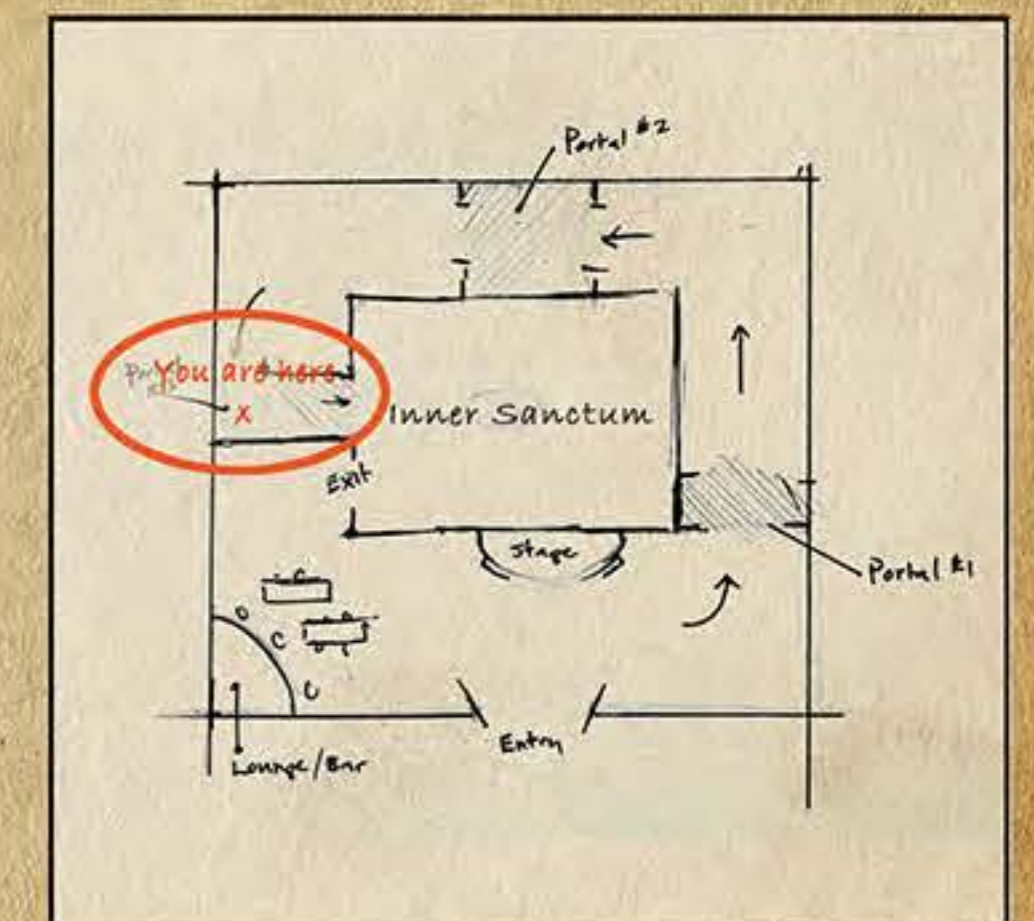 Portal #2
You are here
x
Inner Sanctum
Exit
Stage
Portal #1
Entry
Lounge/Bar